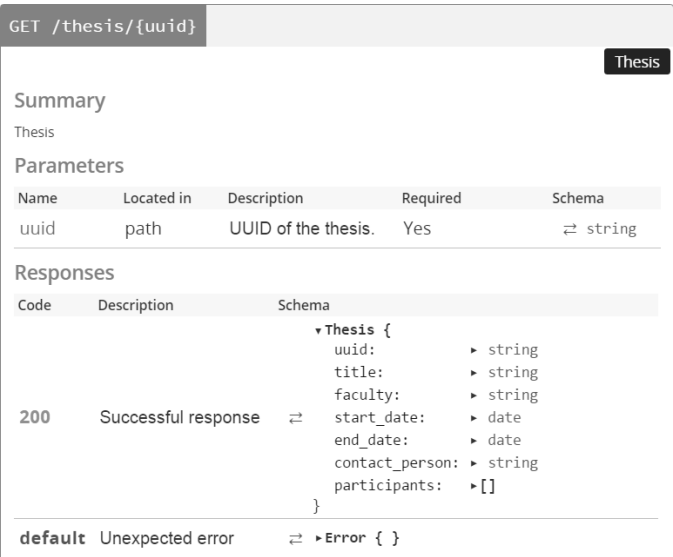 GET /thesis/{uuid}
Thesis
Summary
Thesis
Parameters
Name Located in Description Required Schema
uuid path UUID of the thesis. Yes ⇄ string
Responses
Code Description Schema
▾Thesis {
uuid: ▸ string
title: ▸ string
faculty: ▸ string
200 Successful response ⇄ start_date: ▸ date
end_date: ▸ date
contact_person: ▸ string
participants: ▸[]
}
default Unexpected error ⇄ ▸Error { }